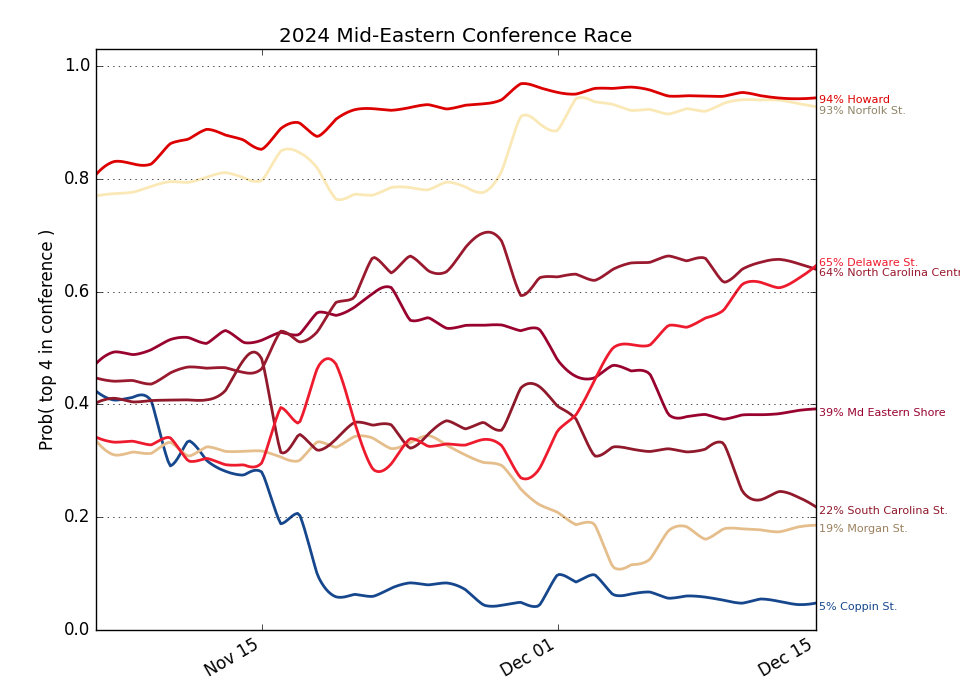 2024 Mid-Eastern Conference Race
1.0
0.8
0.6
0.4
0.2
0.0
Prob( top 4 in conference )
Nov 15
Dec 01
Dec 15
94% Howard
93% Norfolk St.
65% Delaware St.
64% North Carolina Centr
39% Md Eastern Shore
22% South Carolina St.
19% Morgan St.
5% Coppin St.